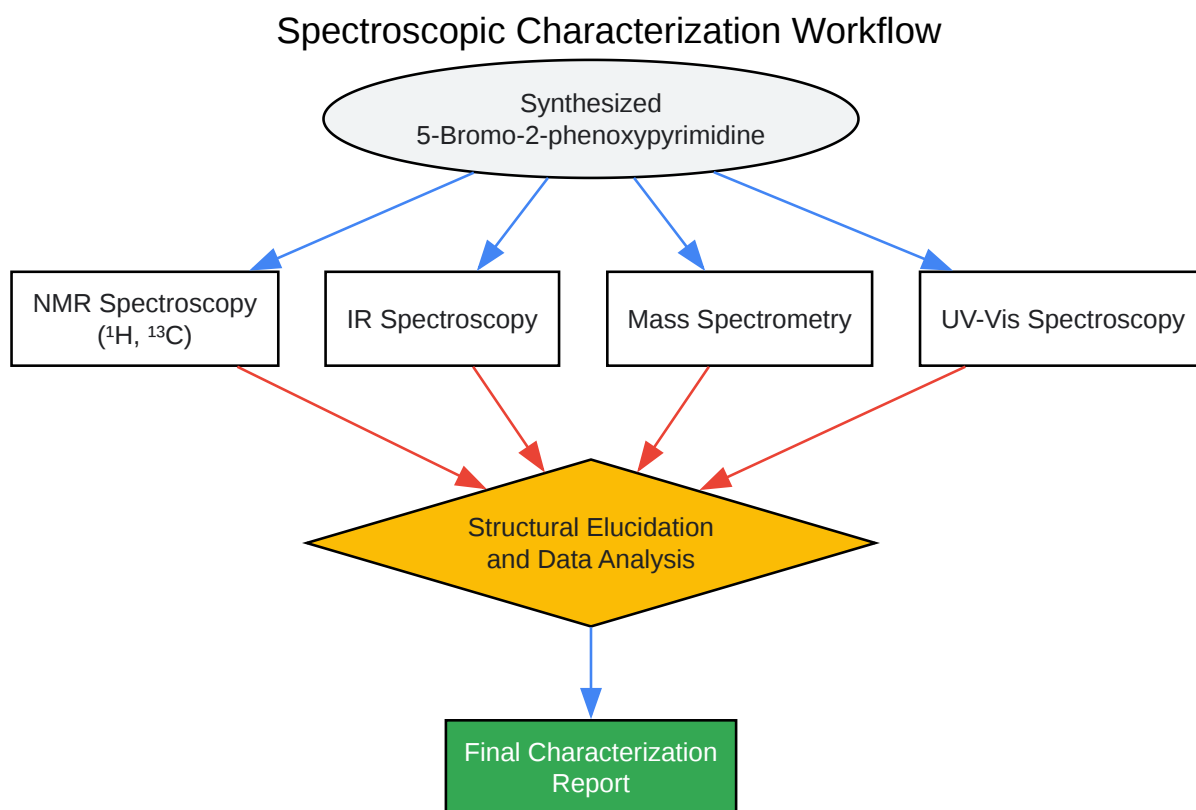 Spectroscopic Characterization Workflow
Synthesized
5-Bromo-2-phenoxypyrimidine
NMR Spectroscopy
(¹H, ¹³C)
IR Spectroscopy
Mass Spectrometry
UV-Vis Spectroscopy
Structural Elucidation
and Data Analysis
Final Characterization
Report